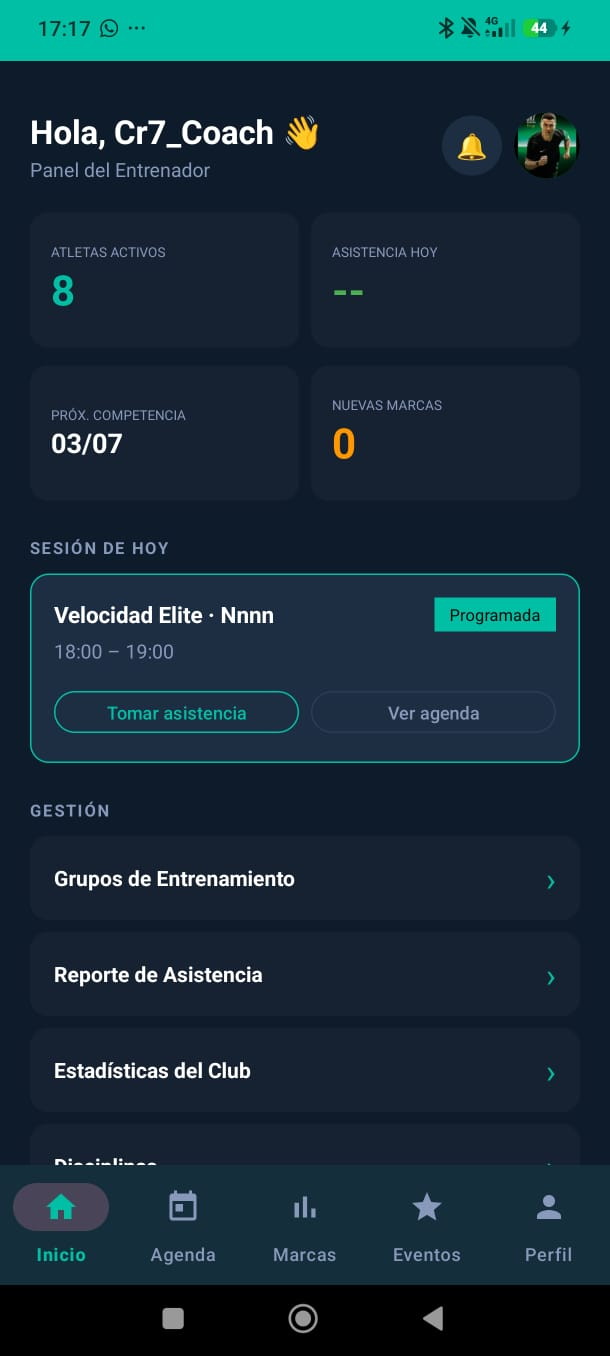 17:17 ...
4G 44
Hola, Cr7_Coach 👋
Panel del Entrenador
ATLETAS ACTIVOS
8
ASISTENCIA HOY
--
PRÓX. COMPETENCIA
03/07
NUEVAS MARCAS
0
SESIÓN DE HOY
Velocidad Elite · Nnnn
Programada
18:00 – 19:00
Tomar asistencia
Ver agenda
GESTIÓN
Grupos de Entrenamiento ›
Reporte de Asistencia ›
Estadísticas del Club ›
Disciplinas
Inicio
Agenda
Marcas
Eventos
Perfil